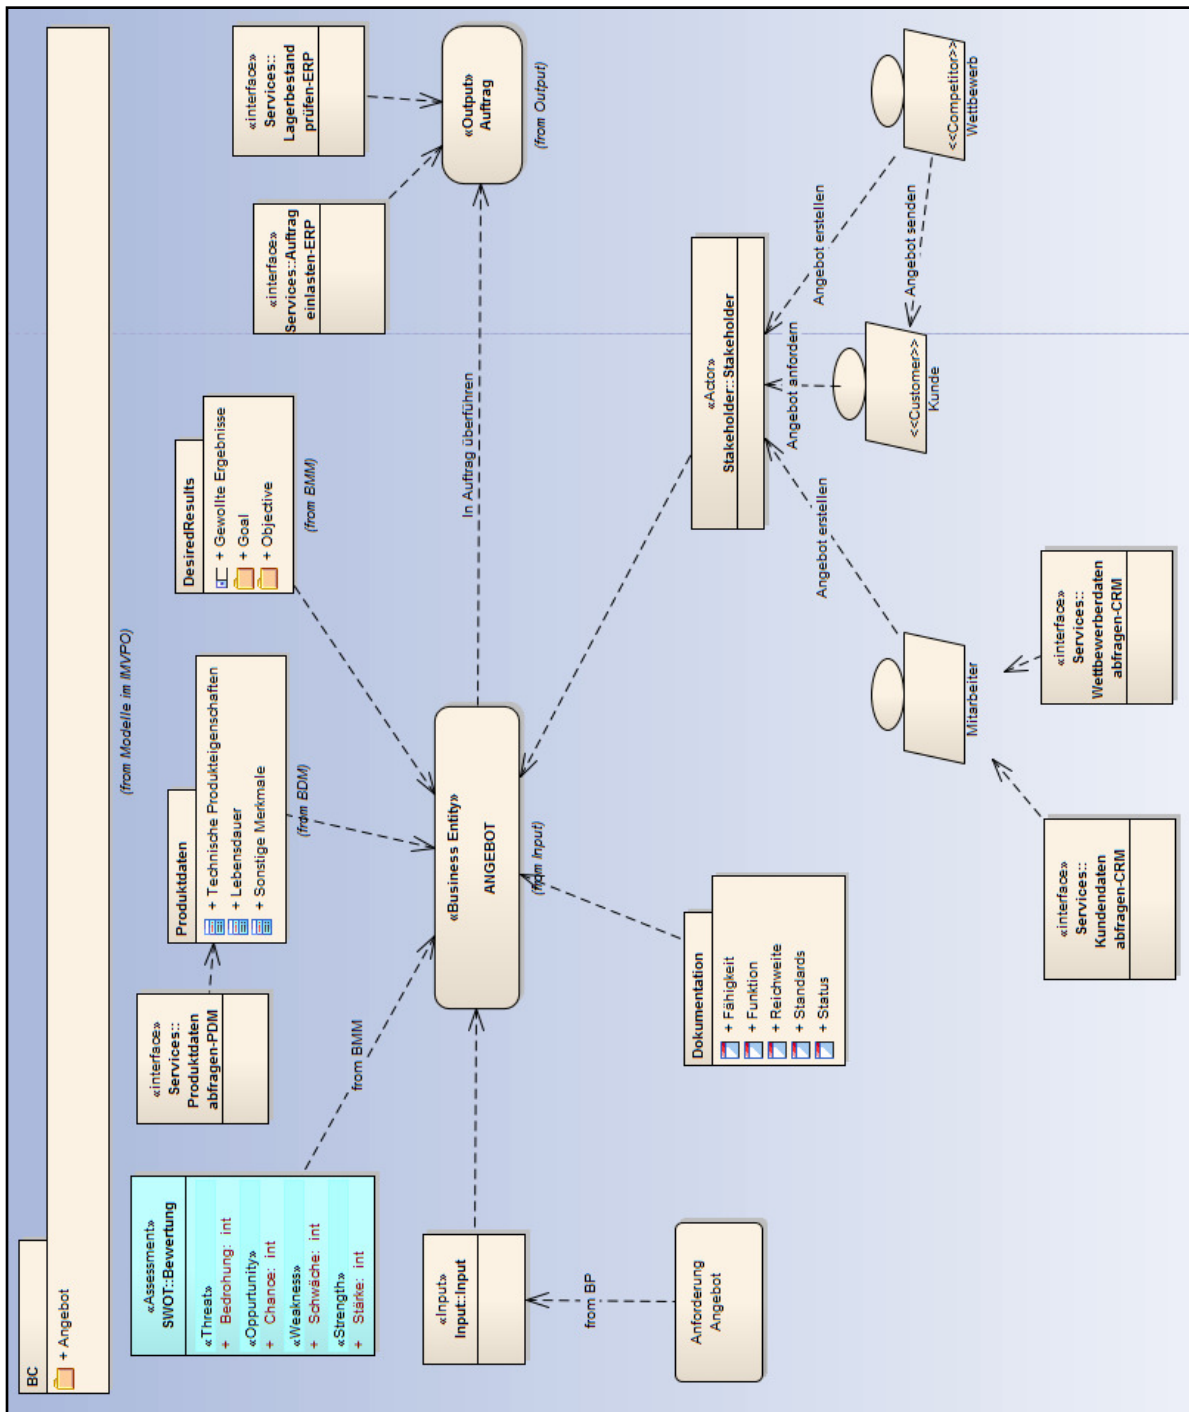 BC
+ Angebot
(from Modelle im IMVPO)
«Assessment»
SWOT::Bewertung
«Threat»
+ Bedrohung: int
«Oppurtunity»
+ Chance: int
«Weakness»
+ Schwäche: int
«Strength»
+ Stärke: int
«interface»
Services::
Produktdaten
abfragen-PDM
Produktdaten
+ Technische Produkteigenschaften
+ Lebensdauer
+ Sonstige Merkmale
(from BDM)
DesiredResults
+ Gewollte Ergebnisse
+ Goal
+ Objective
(from BMM)
«interface»
Services::Auftrag
einlasten-ERP
«interface»
Services::
Lagerbestand
prüfen-ERP
from BMM
«Input»
Input::Input
«Business Entity»
ANGEBOT
(from Input)
In Auftrag überführen
«Output»
Auftrag
(from Output)
from BP
Anforderung
Angebot
Dokumentation
+ Fähigkeit
+ Funktion
+ Reichweite
+ Standards
+ Status
«Actor»
Stakeholder::Stakeholder
Angebot erstellen
Angebot anfordern
Angebot erstellen
Angebot senden
Mitarbeiter
<<Customer>>
Kunde
<<Competitor>>
Wettbewerb
«interface»
Services::
Kundendaten
abfragen-CRM
«interface»
Services::
Wettbewerberdaten
abfragen-CRM